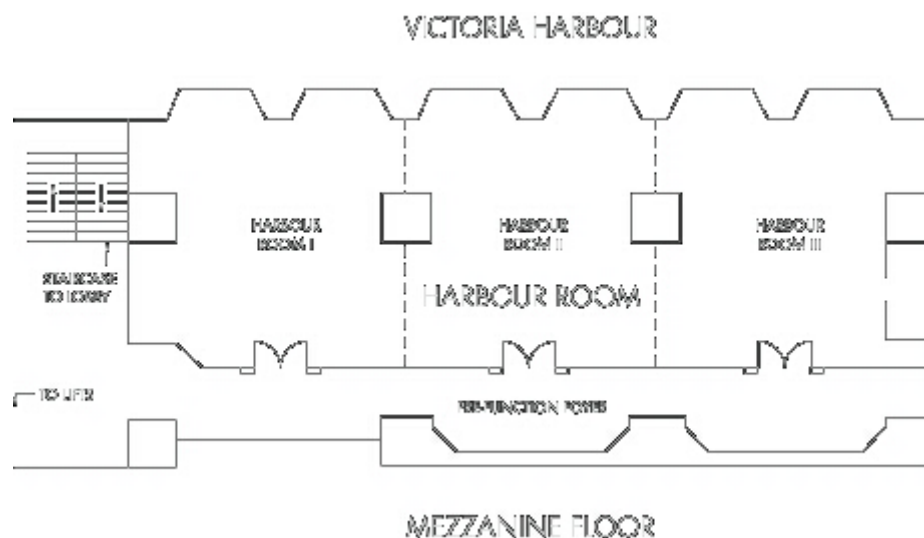 VICTORIA HARBOUR
HARBOUR
ROOM I
HARBOUR
ROOM II
HARBOUR
ROOM III
STAIRCASE
TO LOBBY
HARBOUR ROOM
TO LIFTS
PRE-FUNCTION FOYER
MEZZANINE FLOOR